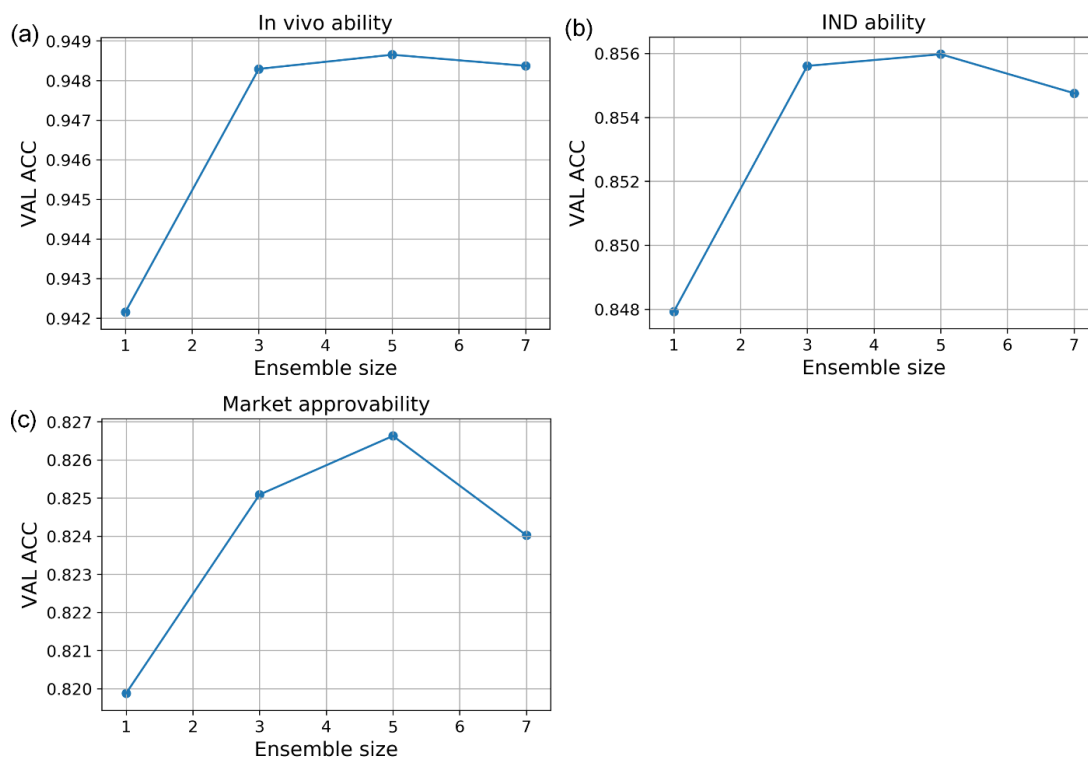 (a)
In vivo ability
0.949
0.948
0.947
0.946
0.945
0.944
0.943
0.942
VAL ACC
1 2 3 4 5 6 7
Ensemble size
(b)
IND ability
0.856
0.854
0.852
0.850
0.848
VAL ACC
1 2 3 4 5 6 7
Ensemble size
(c)
Market approvability
0.827
0.826
0.825
0.824
0.823
0.822
0.821
0.820
VAL ACC
1 2 3 4 5 6 7
Ensemble size